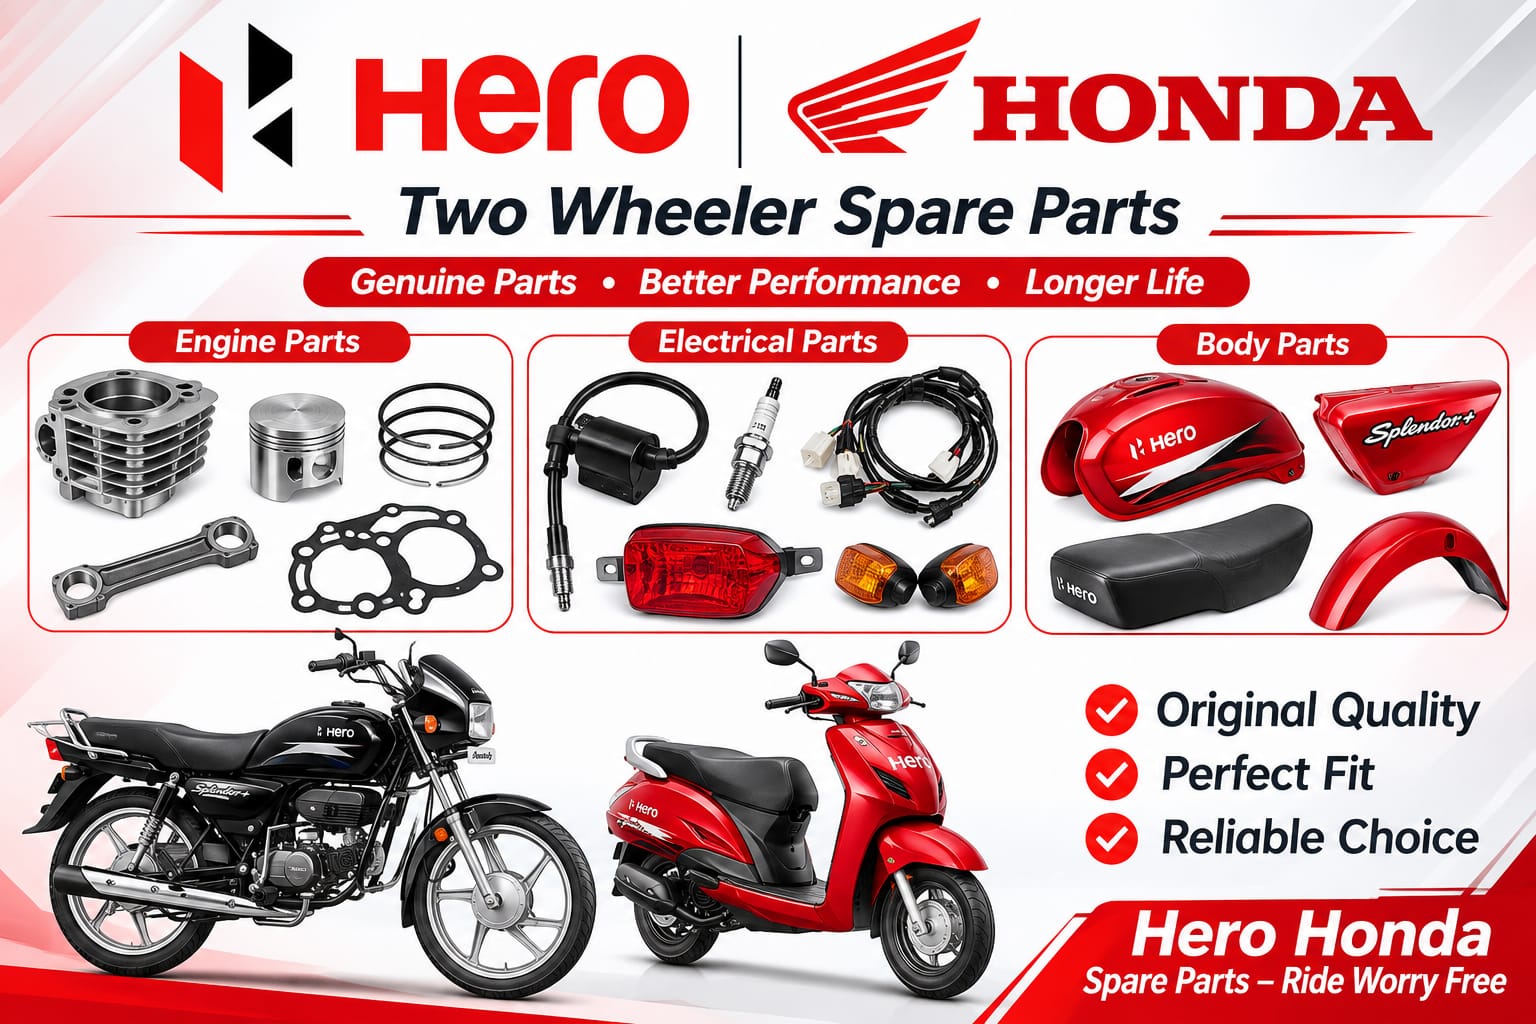 Hero
HONDA
Two Wheeler Spare Parts
Genuine Parts • Better Performance • Longer Life
Engine Parts
Electrical Parts
Body Parts
Hero
Splendor+
Hero
Hero
Splendor+
Hero
Hero
Original Quality
Perfect Fit
Reliable Choice
Hero Honda
Spare Parts – Ride Worry Free